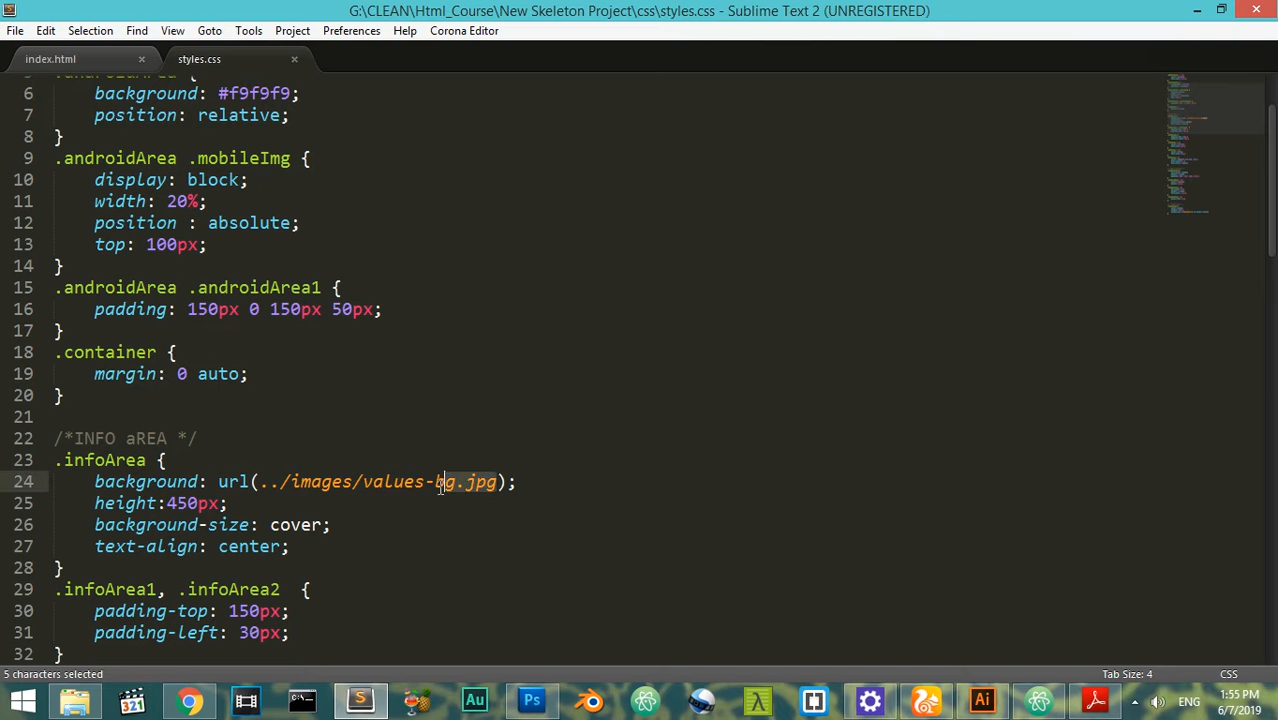 G:\CLEAN\Html_Course\New Skeleton Project\css\styles.css - Sublime Text 2 (UNREGISTERED)
File Edit Selection Find View Goto Tools Project Preferences Help Corona Editor
index.html × styles.css ×
5 .androidArea {
6 background: #f9f9f9;
7 position: relative;
8 }
9 .androidArea .mobileImg {
10 display: block;
11 width: 20%;
12 position : absolute;
13 top: 100px;
14 }
15 .androidArea .androidArea1 {
16 padding: 150px 0 150px 50px;
17 }
18 .container {
19 margin: 0 auto;
20 }
21
22 /*INFO aREA */
23 .infoArea {
24 background: url(../images/values-bg.jpg);
25 height:450px;
26 background-size: cover;
27 text-align: center;
28 }
29 .infoArea1, .infoArea2 {
30 padding-top: 150px;
31 padding-left: 30px;
32 }
5 characters selected Tab Size: 4 CSS
321 Au Ps Ai ENG 1:55 PM
6/7/2019